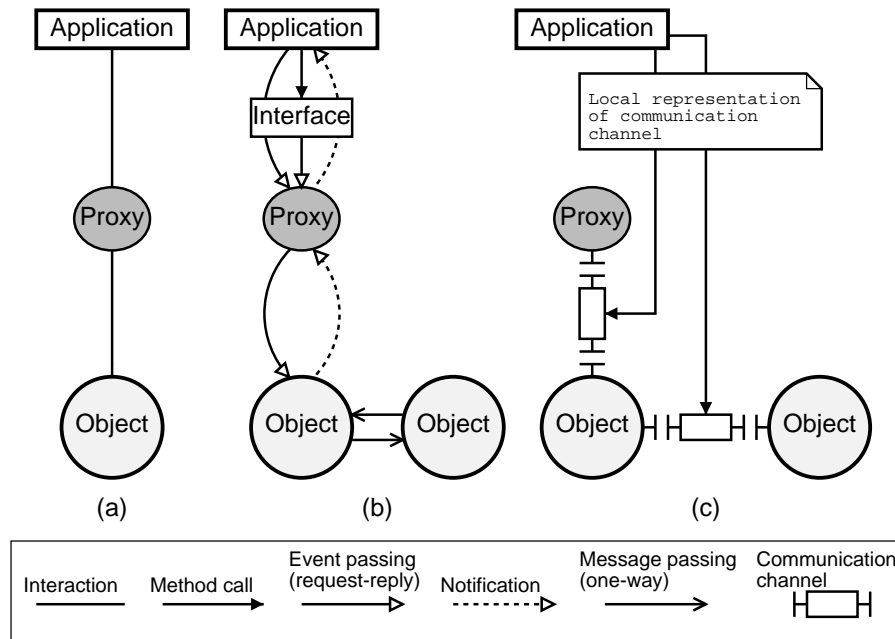 Application
Proxy
Object
(a)
Application
Interface
Proxy
Object
Object
(b)
Application
Local representation
of communication
channel
Proxy
Object
Object
(c)
Interaction
Method call
Event passing
(request-reply)
Notification
Message passing
(one-way)
Communication
channel